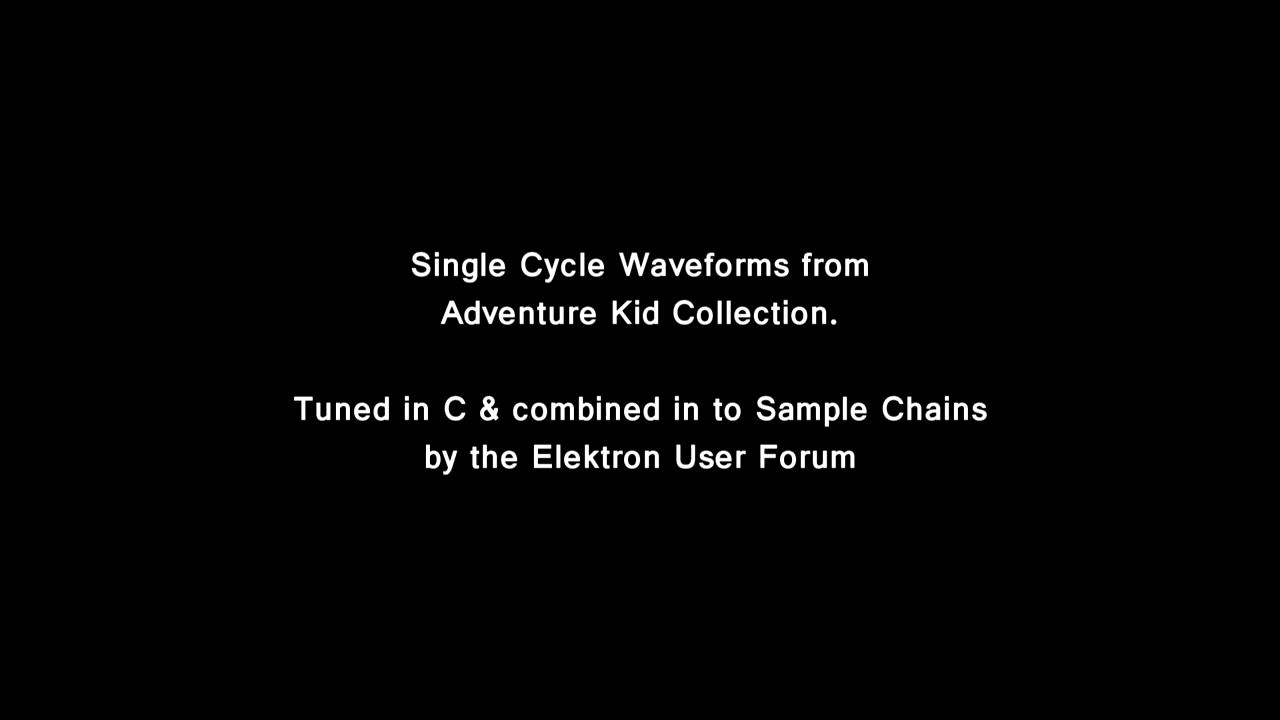 Single Cycle Waveforms from
Adventure Kid Collection.
Tuned in C & combined in to Sample Chains
by the Elektron User Forum